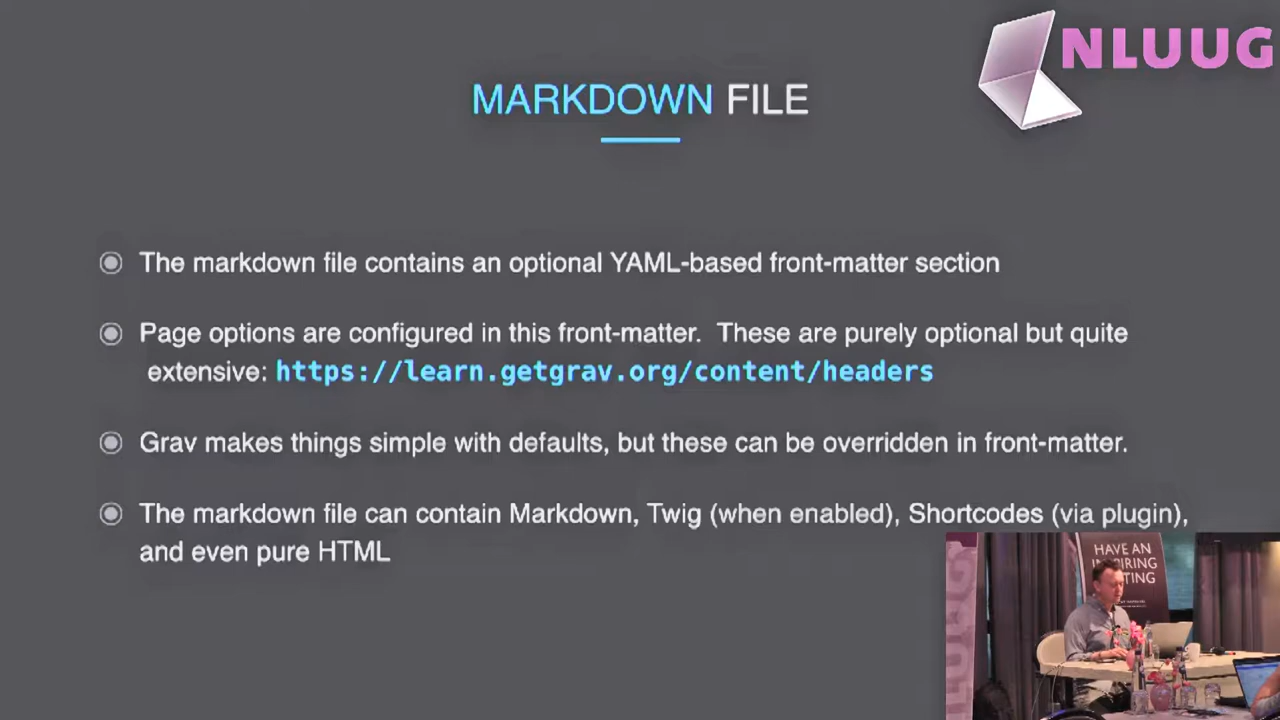 NLUUG
MARKDOWN FILE
The markdown file contains an optional YAML-based front-matter section
Page options are configured in this front-matter. These are purely optional but quite
extensive: https://learn.getgrav.org/content/headers
Grav makes things simple with defaults, but these can be overridden in front-matter.
The markdown file can contain Markdown, Twig (when enabled), Shortcodes (via plugin),
and even pure HTML
HAVE AN